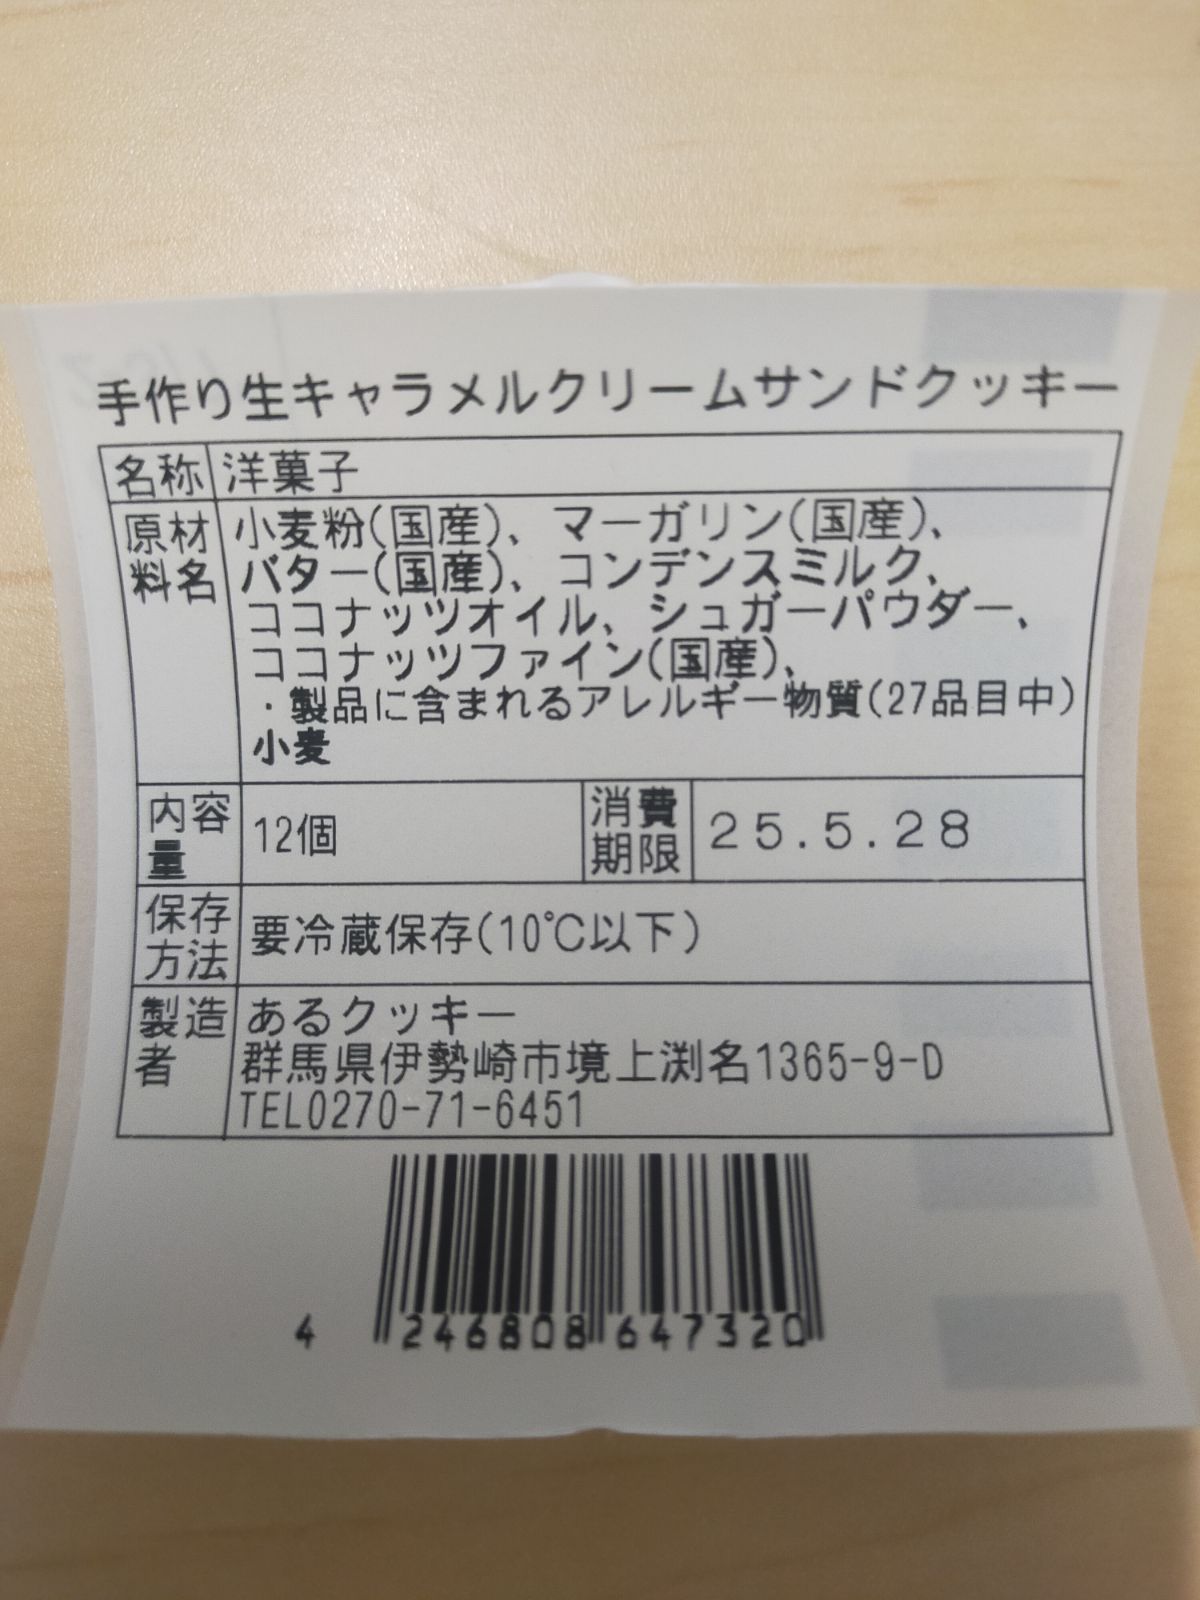 手作り生キャラメルクリームサンドクッキー
名称 洋菓子
原材料名 小麦粉(国産)、マーガリン(国産)、
バター(国産)、コンデンスミルク、
ココナッツオイル、シュガーパウダー、
ココナッツファイン(国産)、
・製品に含まれるアレルギー物質(27品目中)
小麦
内容量 12個 消費期限 25.5.28
保存方法 要冷蔵保存(10℃以下)
製造者 あるクッキー
群馬県伊勢崎市境上渕名1365-9-D
TEL0270-71-6451
4 246808 647320